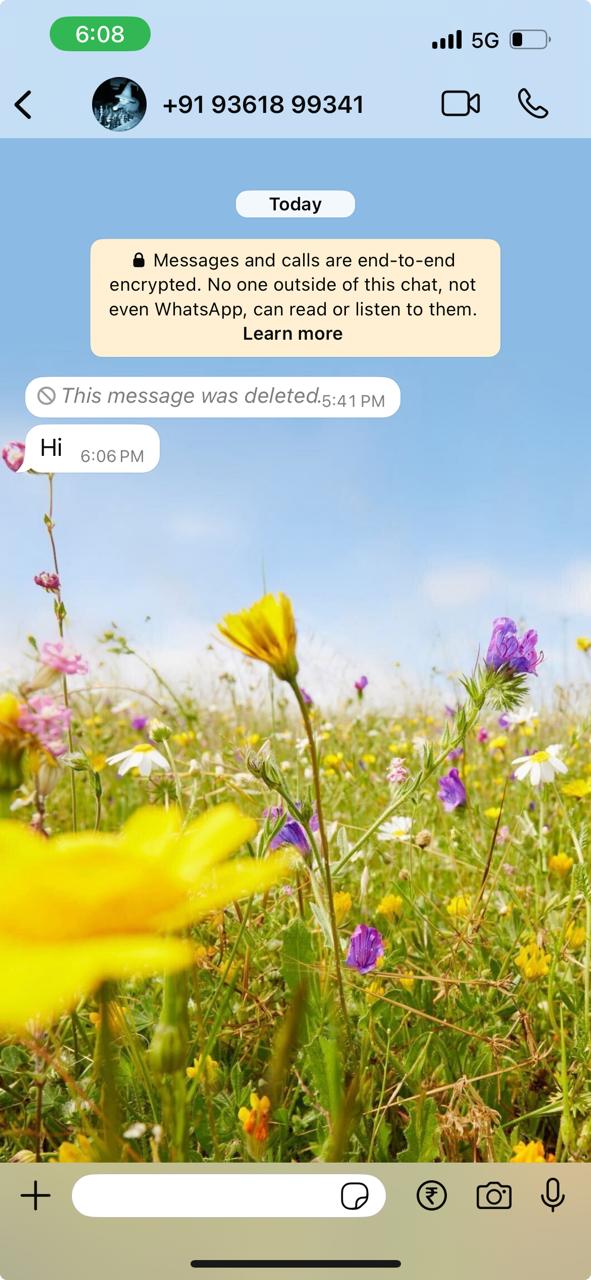 6:08
5G
+91 93618 99341
Today
Messages and calls are end-to-end
encrypted. No one outside of this chat, not
even WhatsApp, can read or listen to them.
Learn more
This message was deleted. 5:41 PM
Hi 6:06 PM
₹